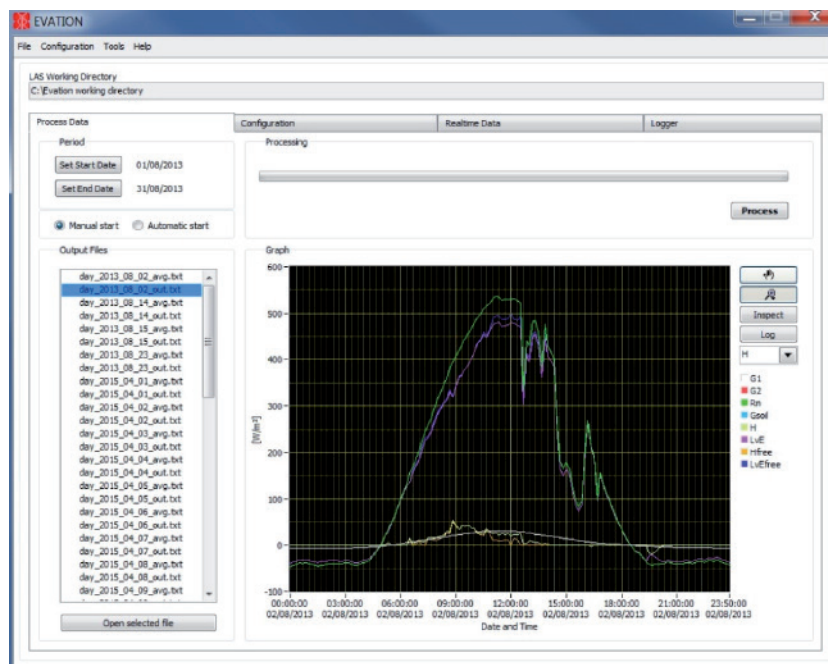 EVATION
File Configuration Tools Help
LAS Working Directory
C:\Evation working directory
Process Data Configuration Realtime Data Logger
Period
Set Start Date 01/08/2013
Set End Date 31/08/2013
Manual start Automatic start
Processing
Process
Output Files
day_2013_08_02_avg.txt
day_2013_08_02_out.txt
day_2013_08_14_avg.txt
day_2013_08_14_out.txt
day_2013_08_15_avg.txt
day_2013_08_15_out.txt
day_2013_08_23_avg.txt
day_2013_08_23_out.txt
day_2015_04_01_avg.txt
day_2015_04_01_out.txt
day_2015_04_02_avg.txt
day_2015_04_02_out.txt
day_2015_04_03_avg.txt
day_2015_04_03_out.txt
day_2015_04_04_avg.txt
day_2015_04_04_out.txt
day_2015_04_05_avg.txt
day_2015_04_05_out.txt
day_2015_04_06_avg.txt
day_2015_04_06_out.txt
day_2015_04_07_avg.txt
day_2015_04_07_out.txt
day_2015_04_08_avg.txt
day_2015_04_08_out.txt
day_2015_04_09_avg.txt
Open selected file
Graph
600
500
400
300
200
100
0
-100
[W/m²]
00:00:00 03:00:00 06:00:00 09:00:00 12:00:00 15:00:00 18:00:00 21:00:00 23:50:00
02/08/2013 02/08/2013 02/08/2013 02/08/2013 02/08/2013 02/08/2013 02/08/2013 02/08/2013 02/08/2013
Date and Time
Inspect
Log
H
G1
G2
Rn
Gsoil
H
LvE
Hfree
LvEfree